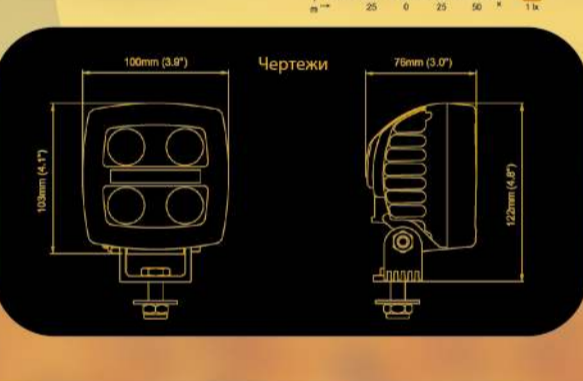 m → 25 0 25 50 x 1 lx
100mm (3.9") Чертежи 76mm (3.0")
103mm (4.1")
122mm (4.8")